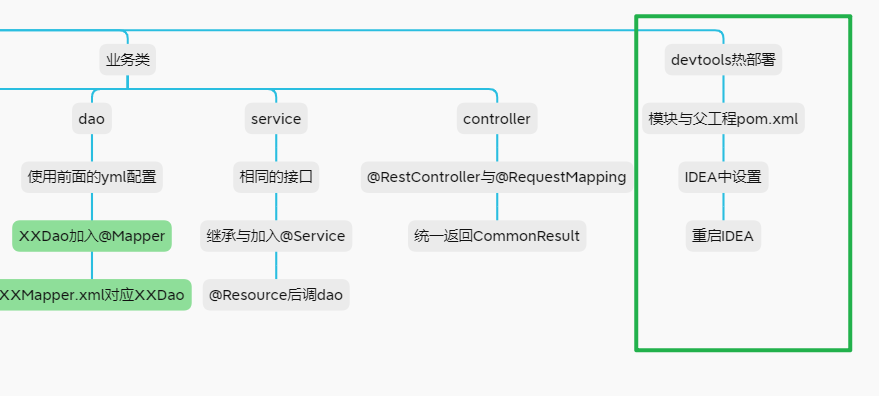 业务类
devtools热部署
dao
service
controller
模块与父工程pom.xml
使用前面的yml配置
相同的接口
@RestController与@RequestMapping
IDEA中设置
XXDao加入@Mapper
继承与加入@Service
统一返回CommonResult
重启IDEA
XXMapper.xml对应XXDao
@Resource后调dao